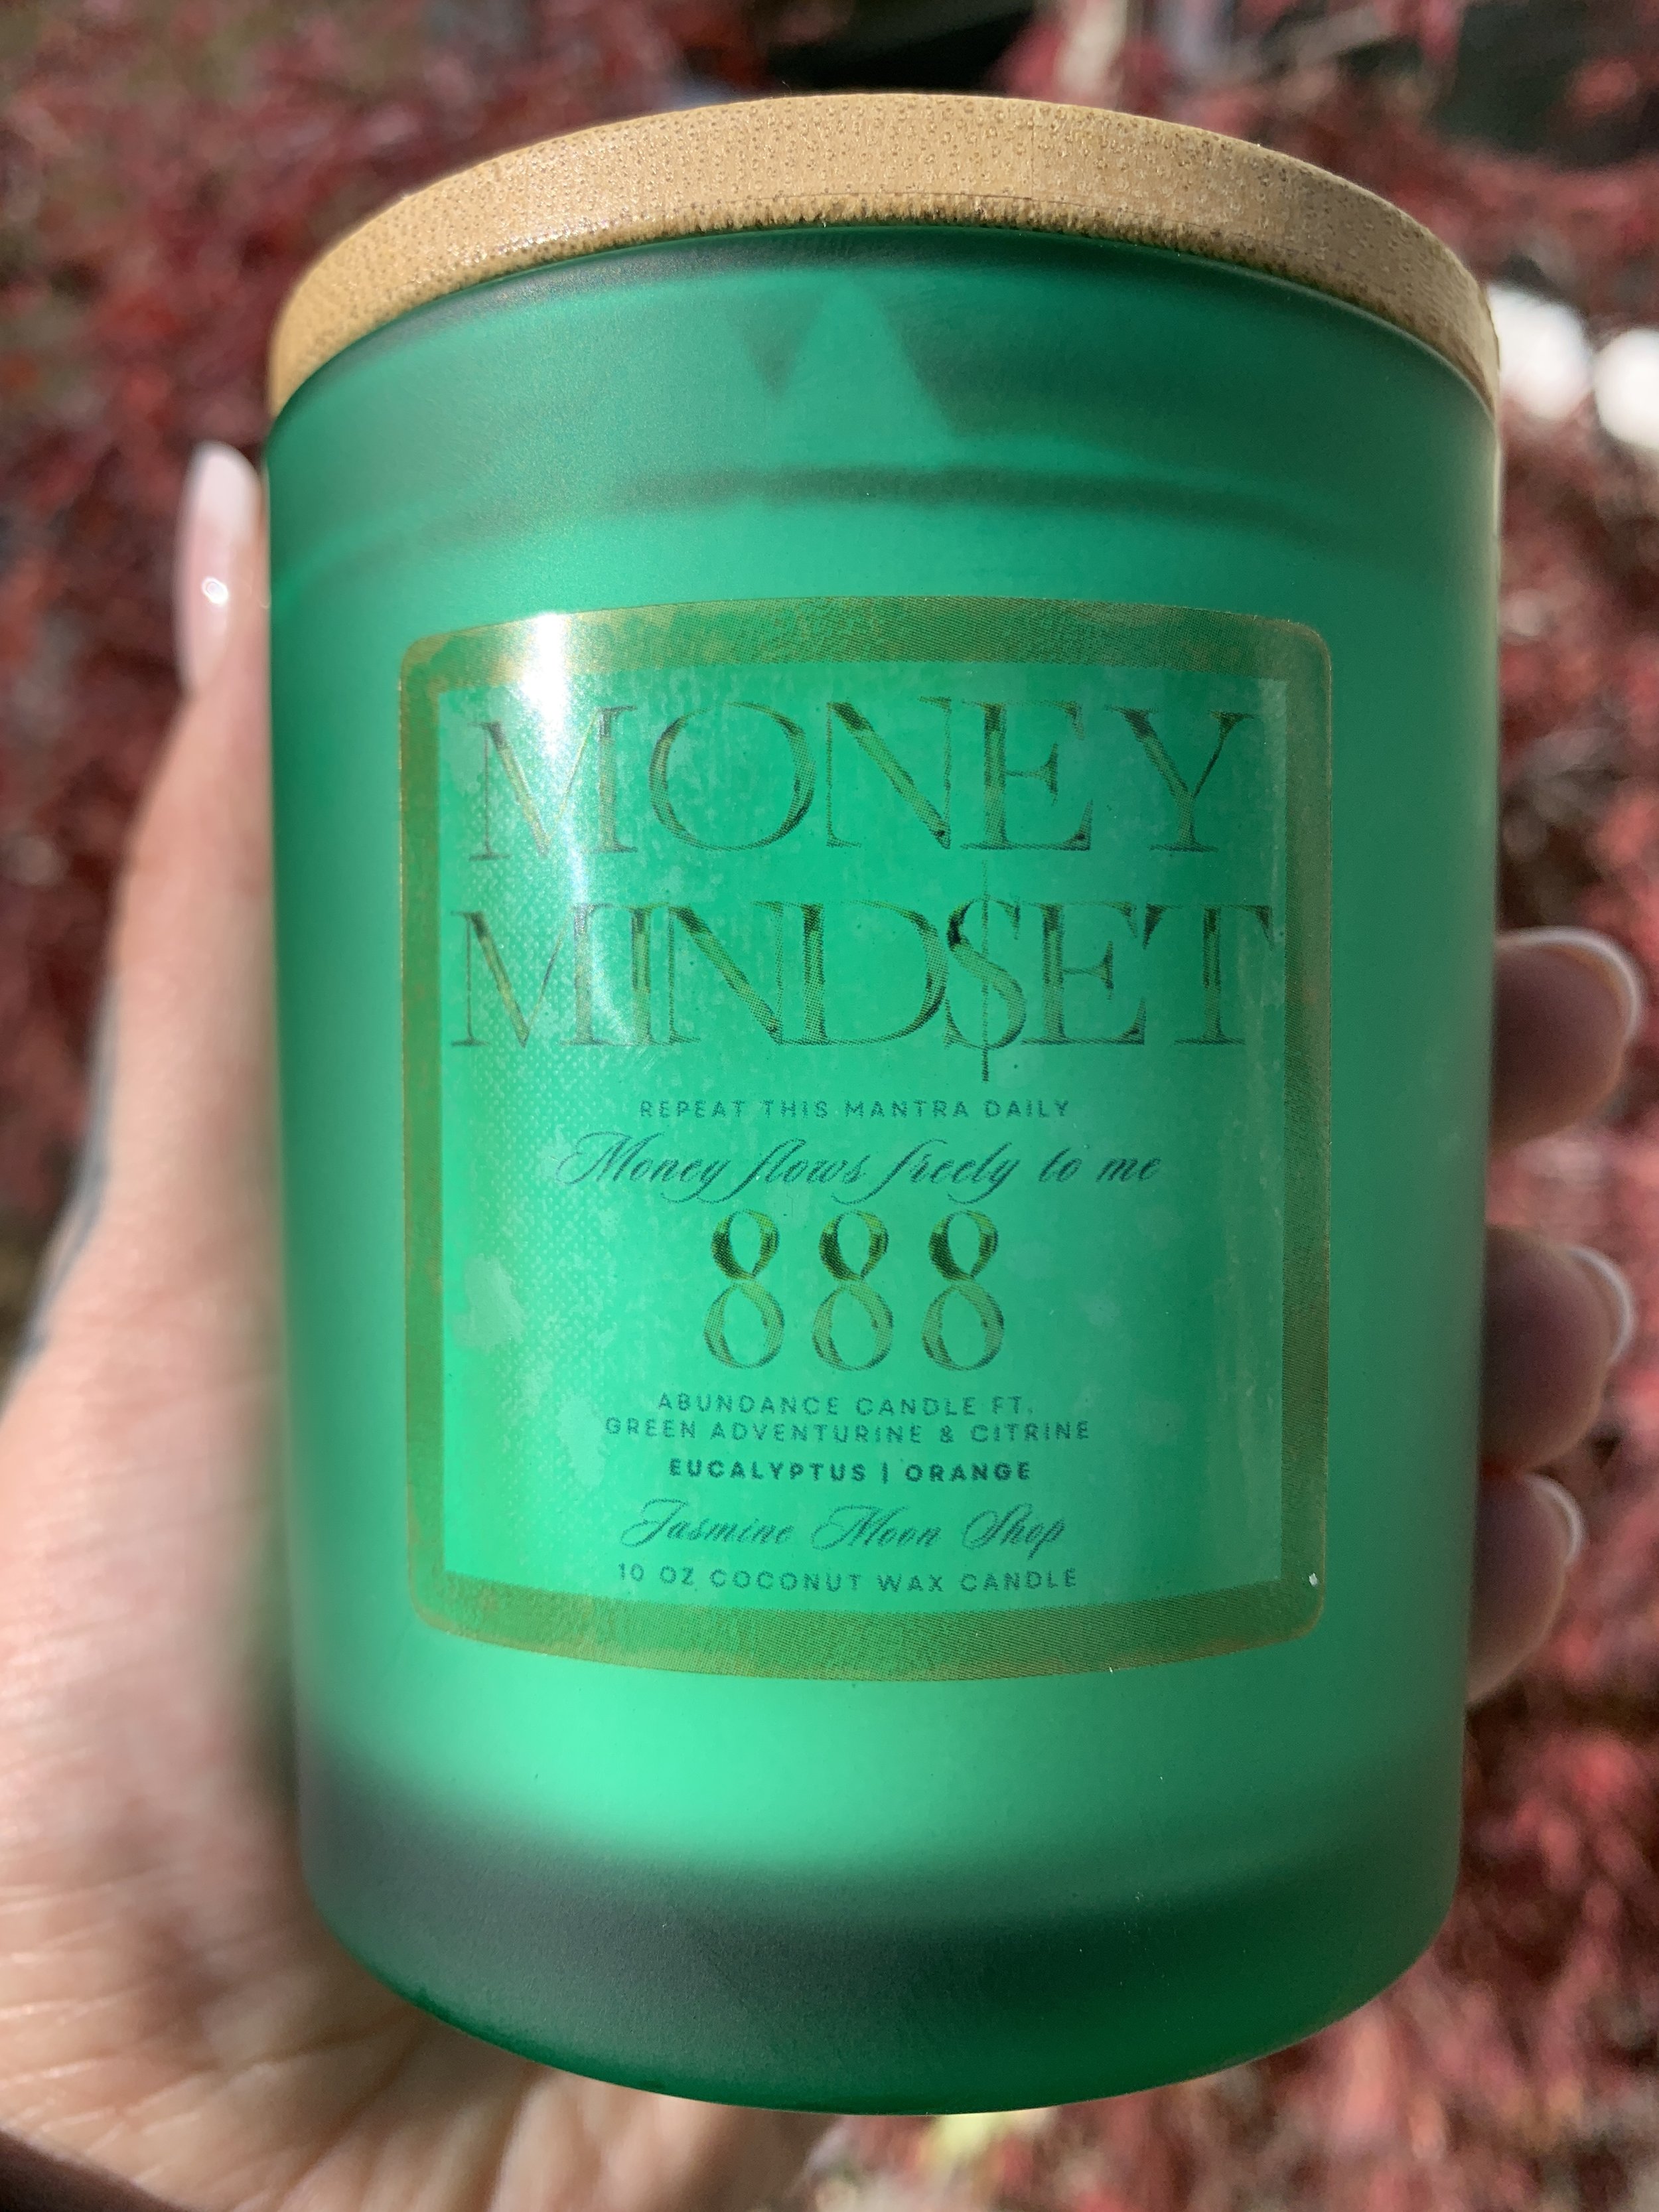 MONEY
MIND$ET
REPEAT THIS MANTRA DAILY
Money flows freely to me
888
ABUNDANCE CANDLE FT.
GREEN ADVENTURINE & CITRINE
EUCALYPTUS | ORANGE
Jasmine Moon Shop
10 OZ COCONUT WAX CANDLE